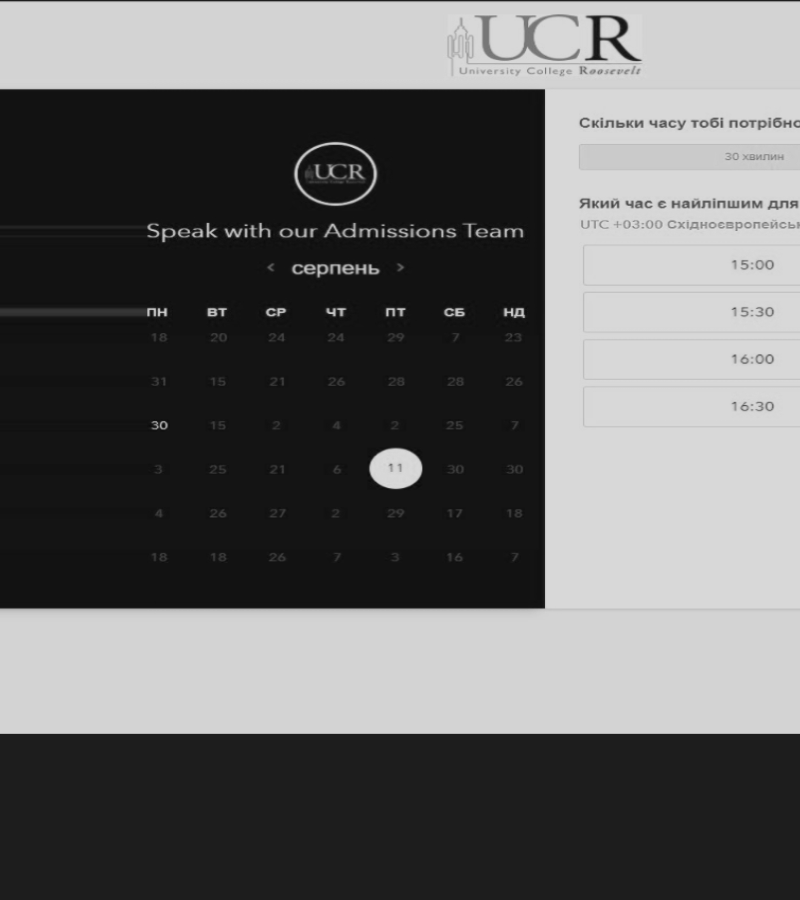 UCR
University College Roosevelt
UCR
Speak with our Admissions Team
< серпень >
ПН ВТ СР ЧТ ПТ СБ НД
18 20 24 24 29 7 23
31 15 21 26 28 28 26
30 15 2 4 2 25 7
3 25 21 6 11 30 30
4 26 27 2 29 17 18
18 18 26 7 3 16 7
Скільки часу тобі потрібно
30 хвилин
Який час є найліпшим для
UTC +03:00 Східноєвропейськ
15:00
15:30
16:00
16:30